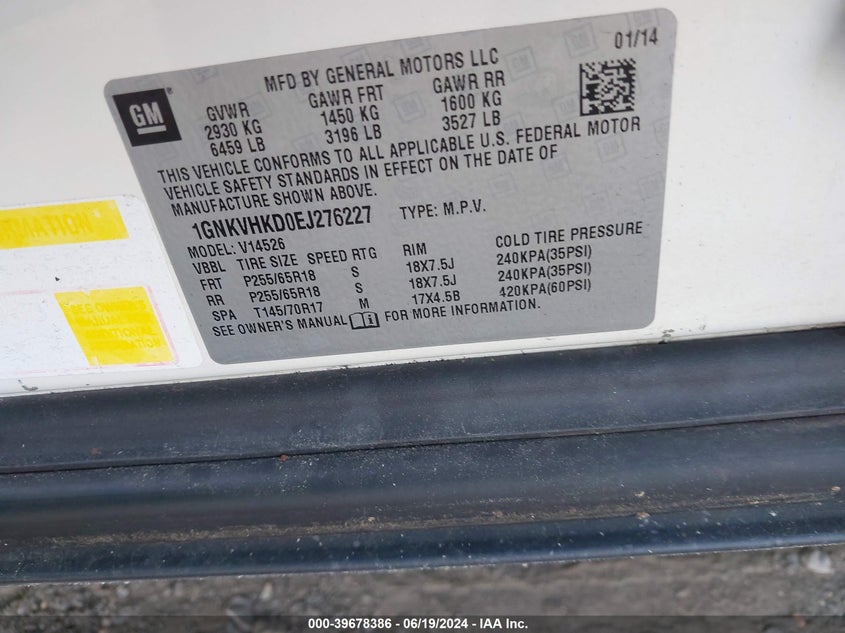 01/14
MFD BY GENERAL MOTORS LLC
GM
GVWR GAWR FRT GAWR RR
2930 KG 1450 KG 1600 KG
6459 LB 3196 LB 3527 LB
THIS VEHICLE CONFORMS TO ALL APPLICABLE U.S. FEDERAL MOTOR
VEHICLE SAFETY STANDARDS IN EFFECT ON THE DATE OF
MANUFACTURE SHOWN ABOVE.
1GNKVHKD0EJ276227 TYPE: M.P.V.
MODEL: V14526
VBBL TIRE SIZE SPEED RTG RIM COLD TIRE PRESSURE
FRT P255/65R18 S 18X7.5J 240KPA(35PSI)
RR P255/65R18 S 18X7.5J 240KPA(35PSI)
SPA T145/70R17 M 17X4.5B 420KPA(60PSI)
SEE OWNER'S MANUAL FOR MORE INFORMATION.
000-39678386 - 06/19/2024 - IAA Inc.